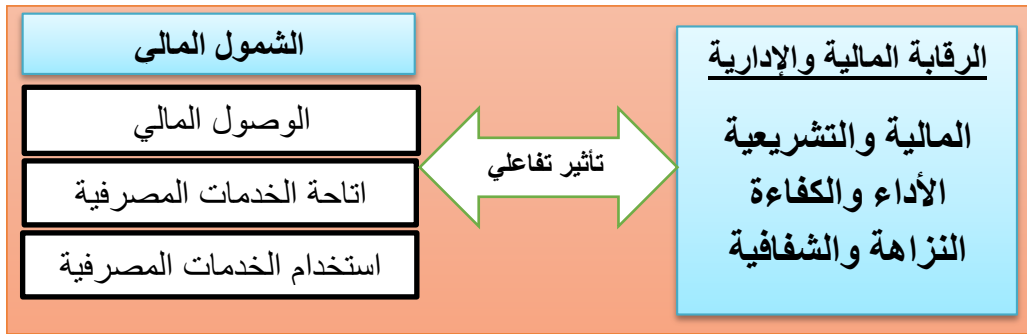 الرقابة المالية والإدارية
المالية والتشريعية
الأداء والكفاءة
النزاهة والشفافية
تأثير تفاعلي
الشمول المالي
الوصول المالي
اتاحة الخدمات المصرفية
استخدام الخدمات المصرفية